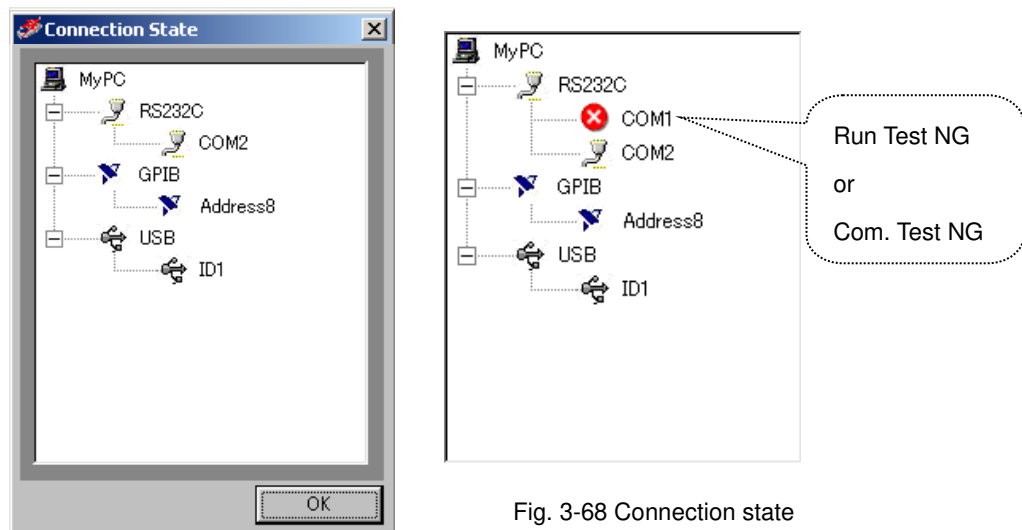 Connection State
MyPC
RS232C
COM2
GPIB
Address8
USB
ID1
OK
MyPC
RS232C
COM1
COM2
GPIB
Address8
USB
ID1
Run Test NG
or
Com. Test NG
Fig. 3-68 Connection state